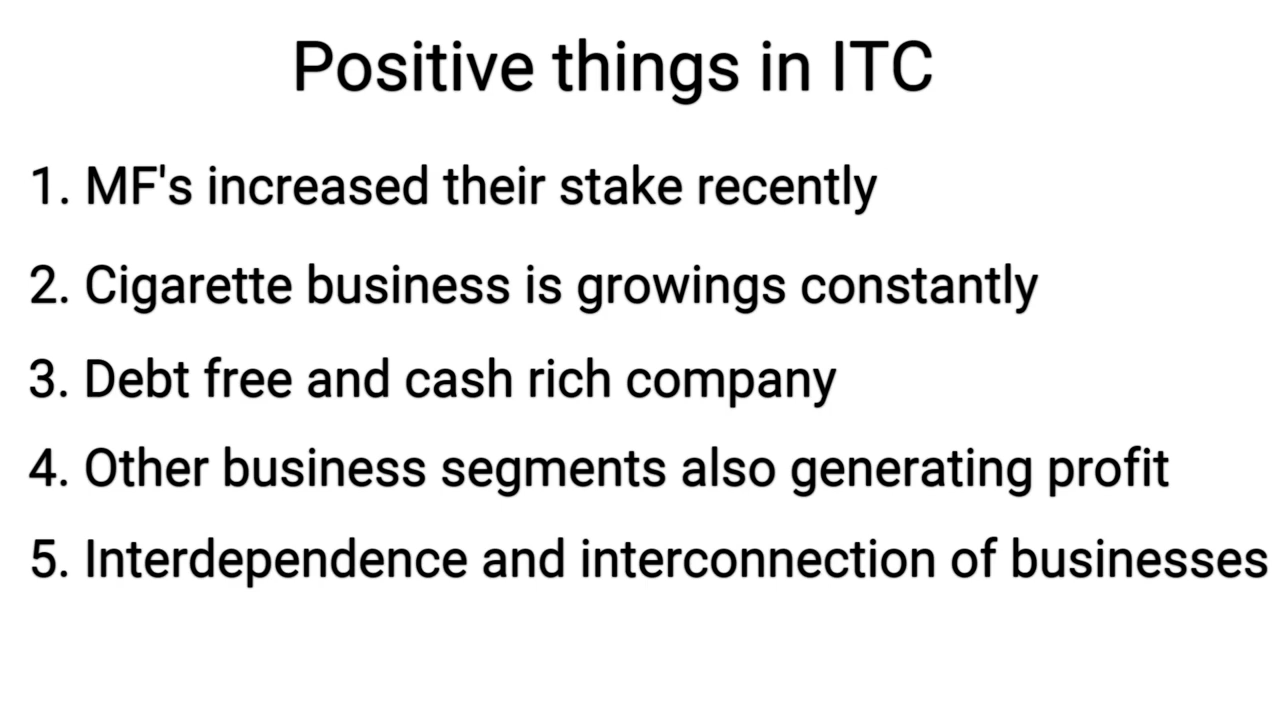 Positive things in ITC
1. MF's increased their stake recently
2. Cigarette business is growings constantly
3. Debt free and cash rich company
4. Other business segments also generating profit
5. Interdependence and interconnection of businesses